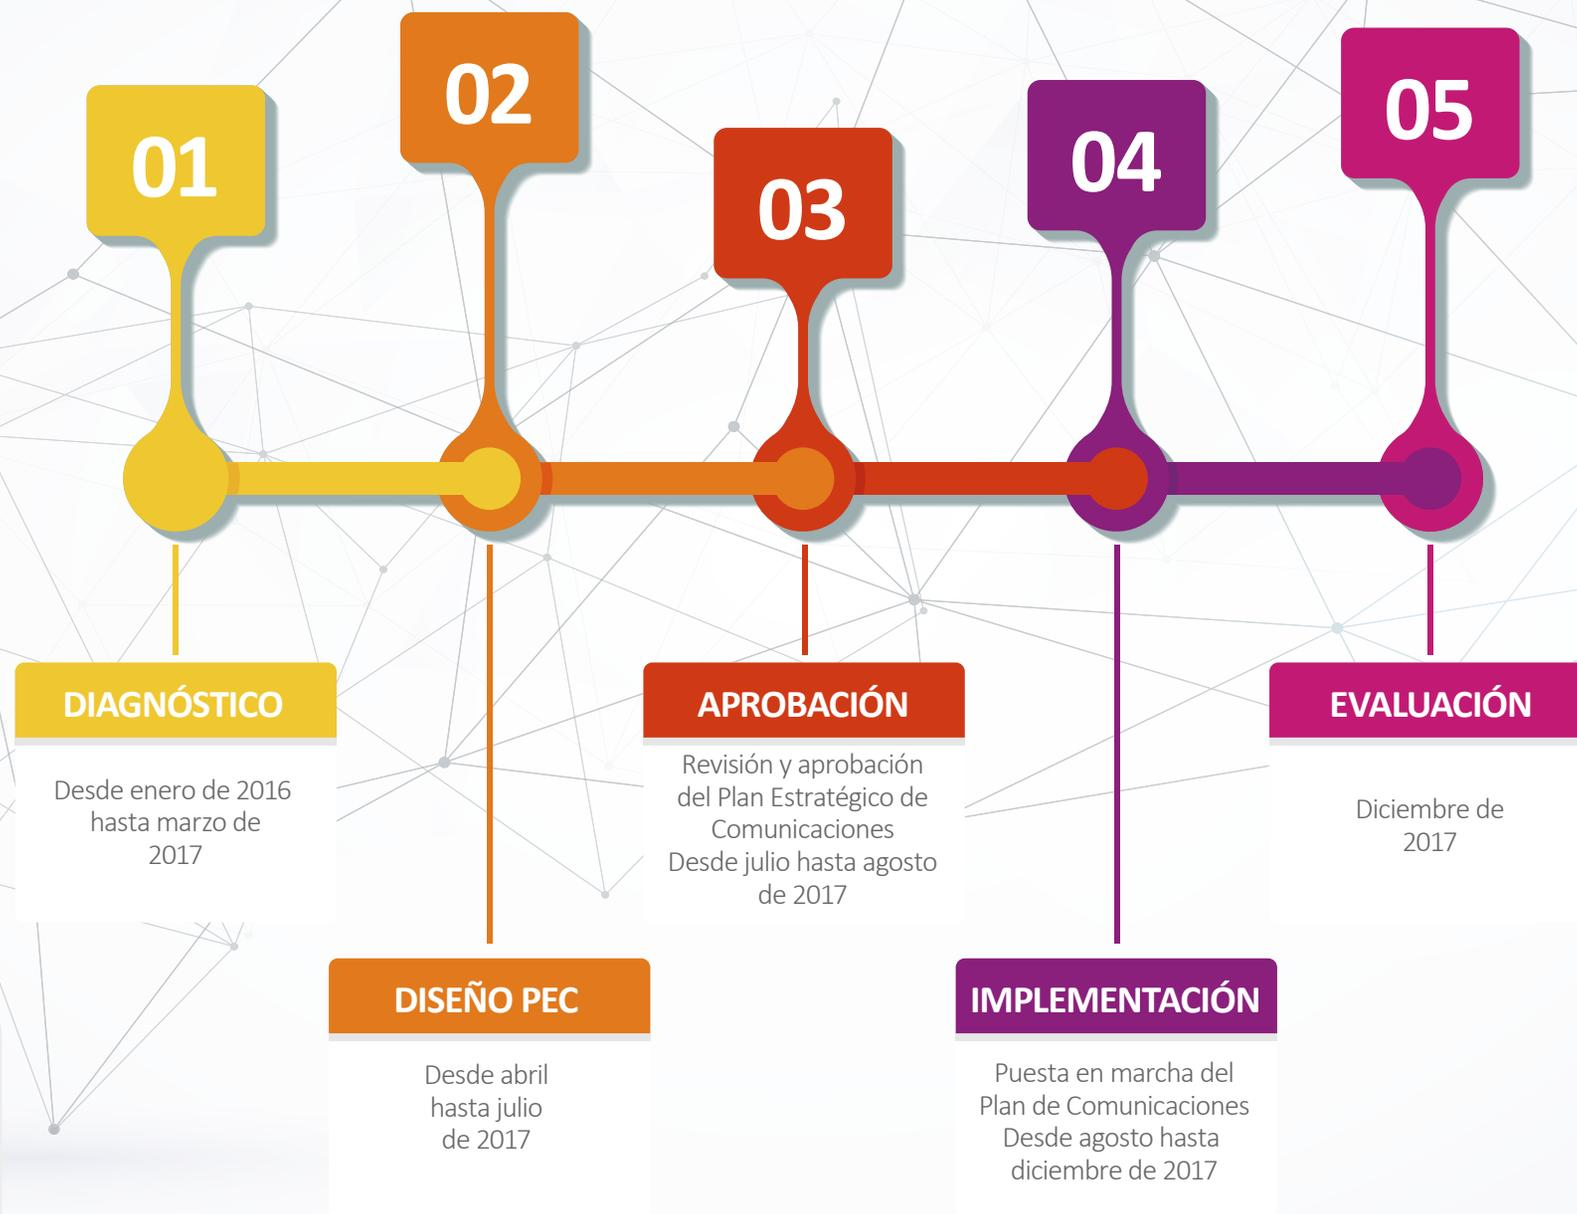 01
02
03
04
05
DIAGNÓSTICO
Desde enero de 2016
hasta marzo de
2017
DISEÑO PEC
Desde abril
hasta julio
de 2017
APROBACIÓN
Revisión y aprobación
del Plan Estratégico de
Comunicaciones
Desde julio hasta agosto
de 2017
IMPLEMENTACIÓN
Puesta en marcha del
Plan de Comunicaciones
Desde agosto hasta
diciembre de 2017
EVALUACIÓN
Diciembre de
2017